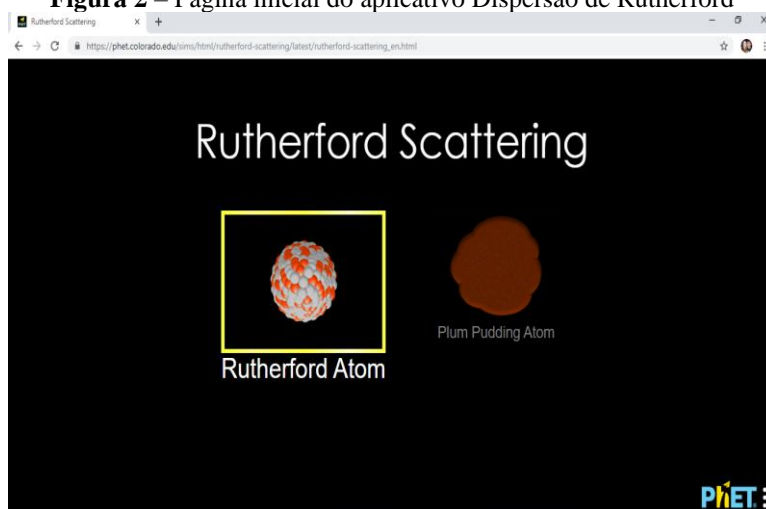 Figura 2 – Página inicial do aplicativo Dispersão de Rutherford
Rutherford Scattering
https://phet.colorado.edu/sims/html/rutherford-scattering/latest/rutherford-scattering_en.html
Rutherford Scattering
Plum Pudding Atom
Rutherford Atom
PhET